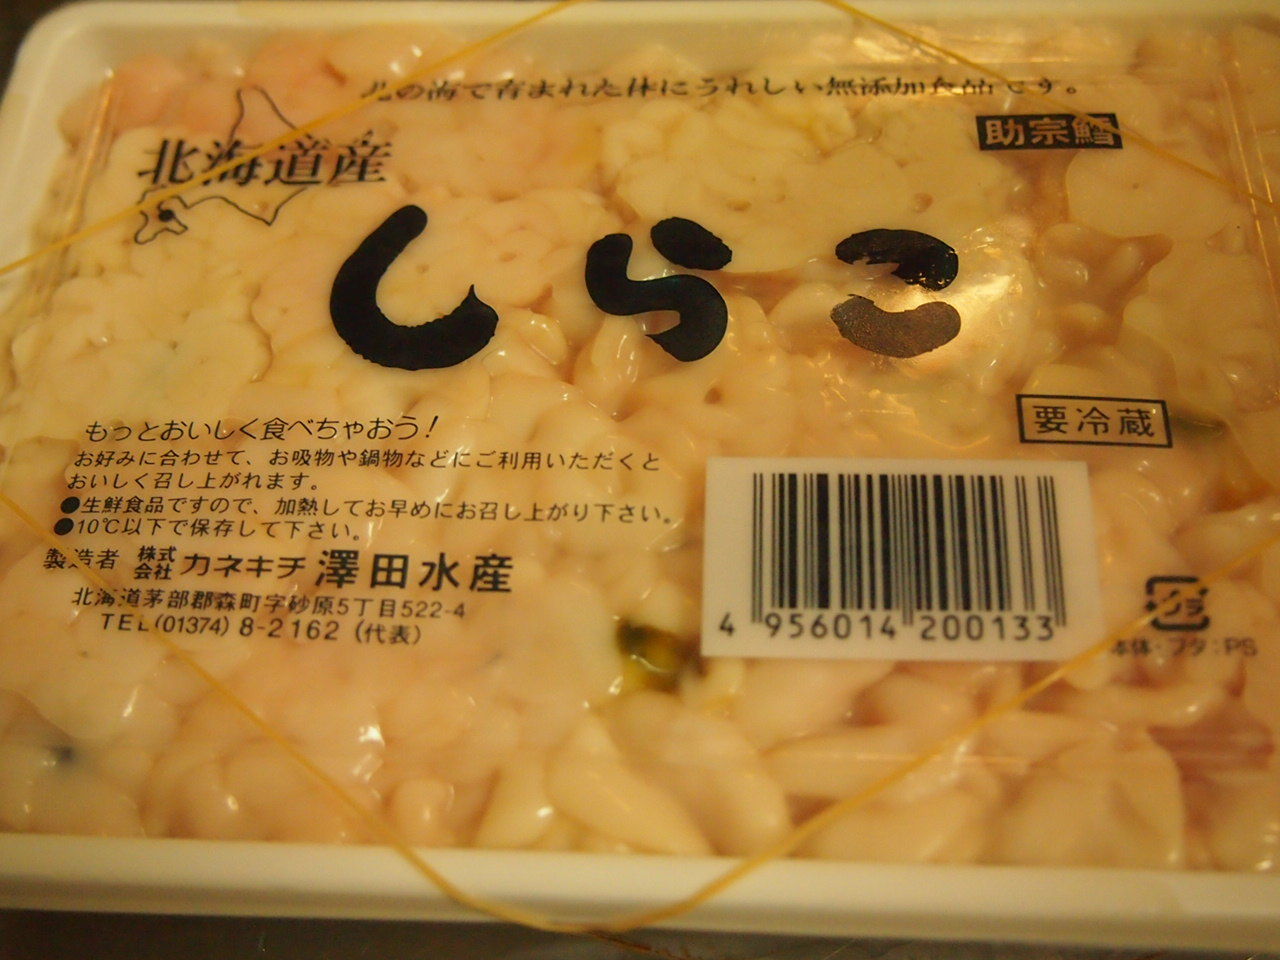 北の海で育まれた体にうれしい無添加食品です。
助宗鱈
北海道産
しらこ
要冷蔵
もっとおいしく食べちゃおう!
お好みに合わせて、お吸物や鍋物などにご利用いただくと
おいしく召し上がれます。
●生鮮食品ですので、加熱してお早めにお召し上がり下さい。
●10℃以下で保存して下さい。
製造者 株式会社 カネキチ 澤田水産
北海道茅部郡森町字砂原5丁目522-4
TEL(01374) 8-2162 (代表)
4 956014 200133
プラ
本体・フタ:PS